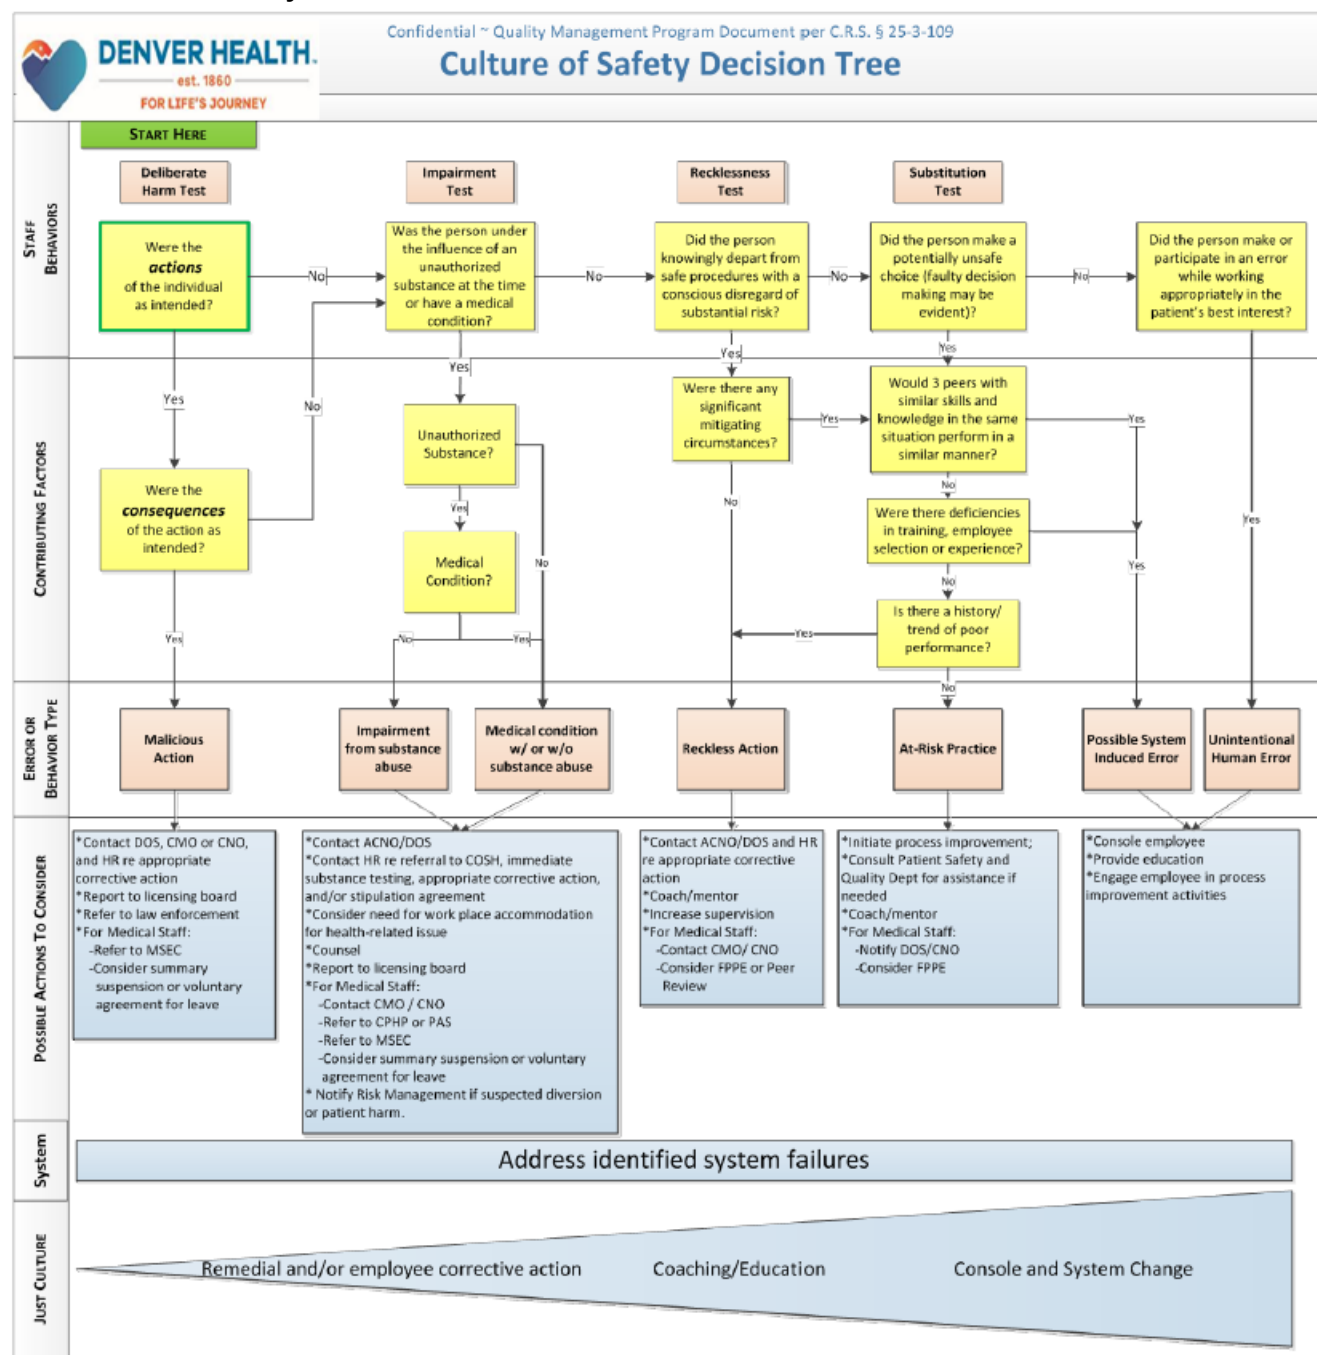 Confidential ~ Quality Management Program Document per C.R.S. § 25-3-109
Culture of Safety Decision Tree
DENVER HEALTH.
est. 1860
FOR LIFE'S JOURNEY
START HERE
STAFF
BEHAVIORS
Deliberate
Harm Test
Impairment
Test
Recklessness
Test
Substitution
Test
Were the
actions
of the individual
as intended?
No
Was the person under
the influence of an
unauthorized
substance at the time
or have a medical
condition?
No
Did the person
knowingly depart from
safe procedures with a
conscious disregard of
substantial risk?
No
Did the person make a
potentially unsafe
choice (faulty decision
making may be
evident)?
No
Did the person make or
participate in an error
while working
appropriately in the
patient's best interest?
CONTRIBUTING FACTORS
Yes
Were the
consequences
of the action as
intended?
No
Yes
Yes
Unauthorized
Substance?
Yes
No
Medical
Condition?
No
Yes
Yes
Were there any
significant
mitigating
circumstances?
Yes
No
Yes
Would 3 peers with
similar skills and
knowledge in the same
situation perform in a
similar manner?
Yes
No
Were there deficiencies
in training, employee
selection or experience?
Yes
No
Is there a history/
trend of poor
performance?
Yes
No
Yes
ERROR OR
BEHAVIOR TYPE
Malicious
Action
Impairment
from substance
abuse
Medical condition
w/ or w/o
substance abuse
Reckless Action
At-Risk Practice
Possible System
Induced Error
Unintentional
Human Error
POSSIBLE ACTIONS TO CONSIDER
*Contact DOS, CMO or CNO,
and HR re appropriate
corrective action
*Report to licensing board
*Refer to law enforcement
*For Medical Staff:
-Refer to MSEC
-Consider summary
suspension or voluntary
agreement for leave
*Contact ACNO/DOS
*Contact HR re referral to COSH, immediate
substance testing, appropriate corrective action,
and/or stipulation agreement
*Consider need for work place accommodation
for health-related issue
*Counsel
*Report to licensing board
*For Medical Staff:
-Contact CMO / CNO
-Refer to CPHP or PAS
-Refer to MSEC
-Consider summary suspension or voluntary
agreement for leave
* Notify Risk Management if suspected diversion
or patient harm.
*Contact ACNO/DOS and HR
re appropriate corrective
action
*Coach/mentor
*Increase supervision
*For Medical Staff:
-Contact CMO/ CNO
-Consider FPPE or Peer
Review
*Initiate process improvement;
*Consult Patient Safety and
Quality Dept for assistance if
needed
*Coach/mentor
*For Medical Staff:
-Notify DOS/CNO
-Consider FPPE
*Console employee
*Provide education
*Engage employee in process
improvement activities
System
Address identified system failures
JUST CULTURE
Remedial and/or employee corrective action
Coaching/Education
Console and System Change